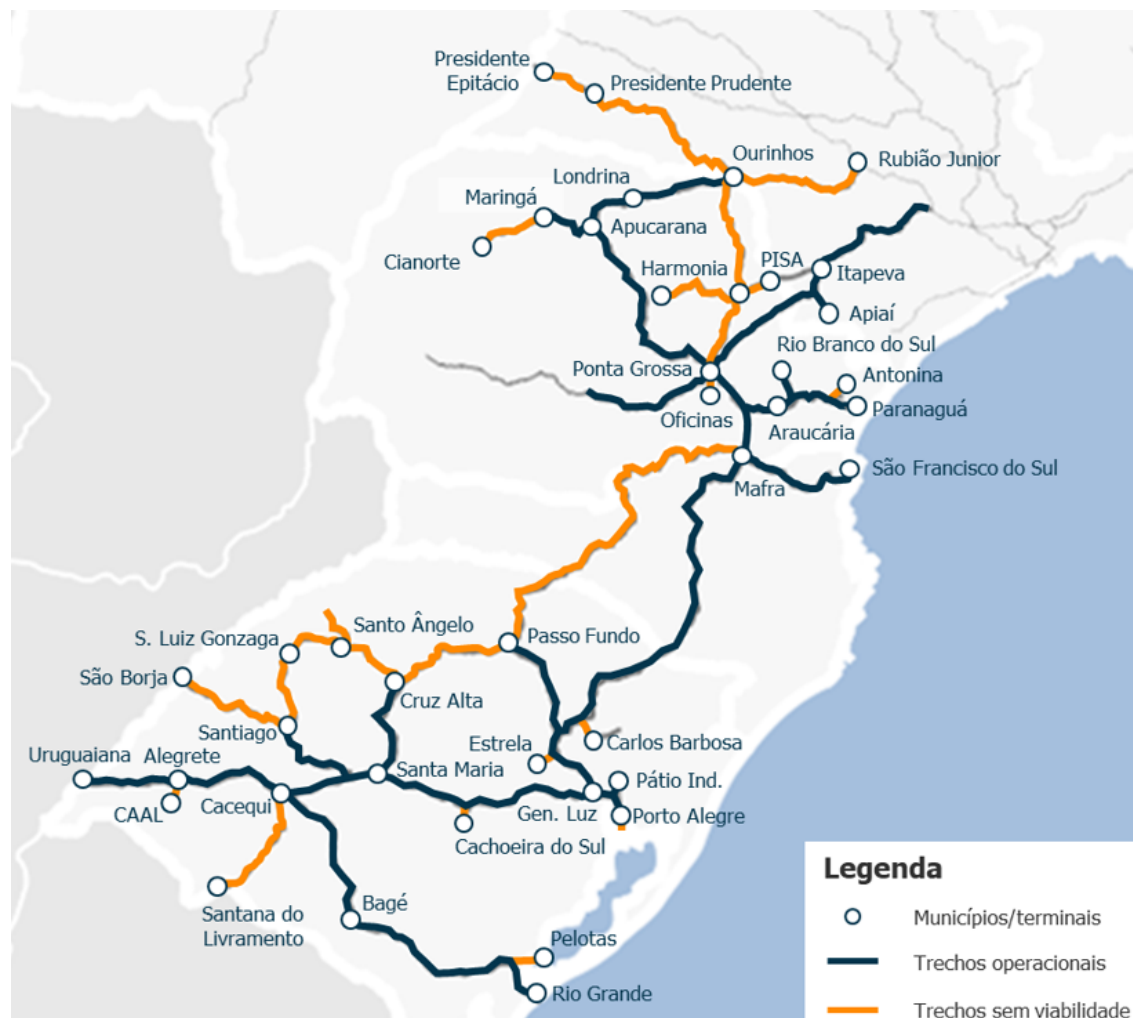 Presidente
Epitácio
Presidente Prudente
Ourinhos
Rubião Junior
Londrina
Maringá
Apucarana
Cianorte
Harmonia
PISA
Itapeva
Apiaí
Rio Branco do Sul
Ponta Grossa
Antonina
Oficinas
Paranaguá
Araucária
Mafra
São Francisco do Sul
Santo Ângelo
S. Luiz Gonzaga
Passo Fundo
São Borja
Cruz Alta
Santiago
Estrela
Carlos Barbosa
Uruguaiana
Alegrete
Santa Maria
Pátio Ind.
CAAL
Cacequi
Gen. Luz
Porto Alegre
Cachoeira do Sul
Santana do
Livramento
Bagé
Pelotas
Rio Grande
Legenda
Municípios/terminais
Trechos operacionais
Trechos sem viabilidade